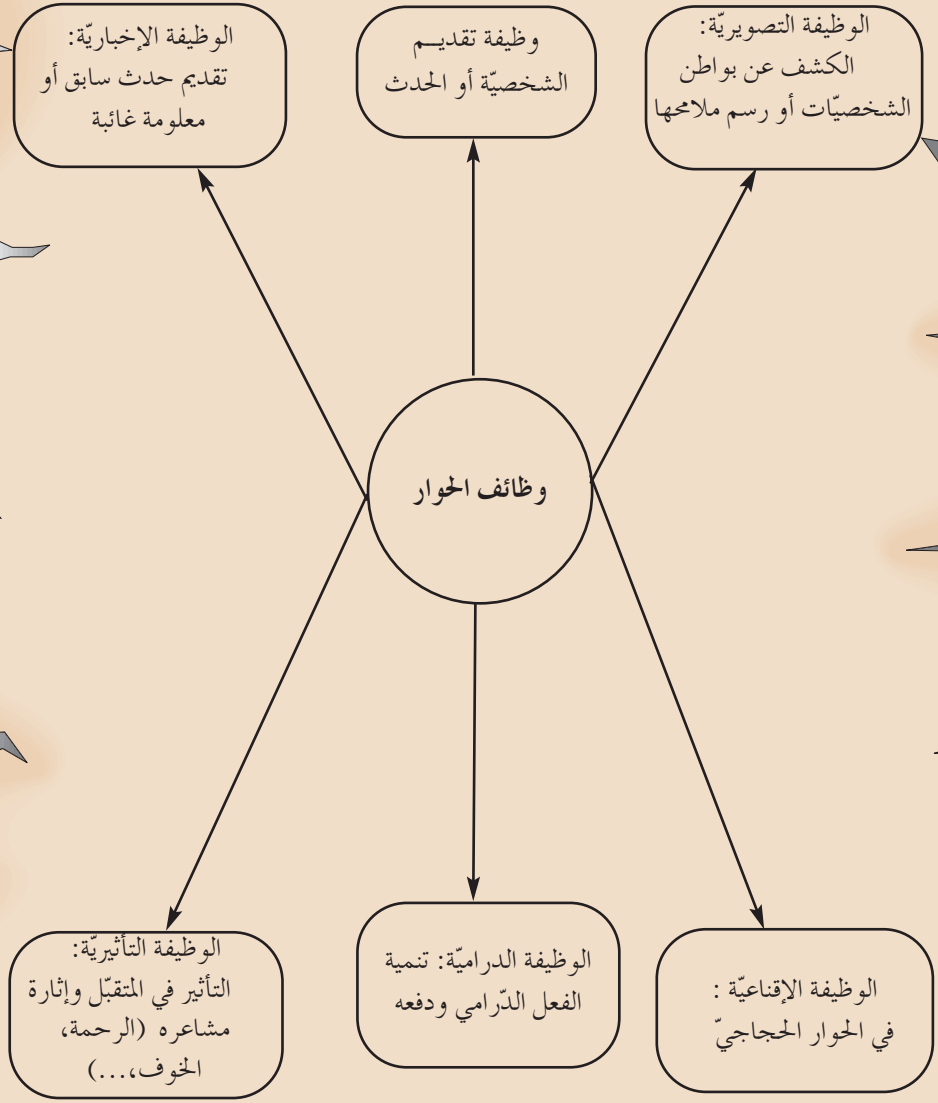 الوظيفة التصويريّة:
الكشف عن بواطن
الشخصيّات أو رسم ملامحها
وظيفة تقديم
الشخصيّة أو الحدث
الوظيفة الإخباريّة:
تقديم حدث سابق أو
معلومة غائبة
وظائف الحوار
الوظيفة الإقناعيّة :
في الحوار الحجاجيّ
الوظيفة الدراميّة: تنمية
الفعل الدّرامي ودفعه
الوظيفة التأثيريّة:
التأثير في المتقبّل وإثارة
مشاعره (الرحمة،
الخوف،...)